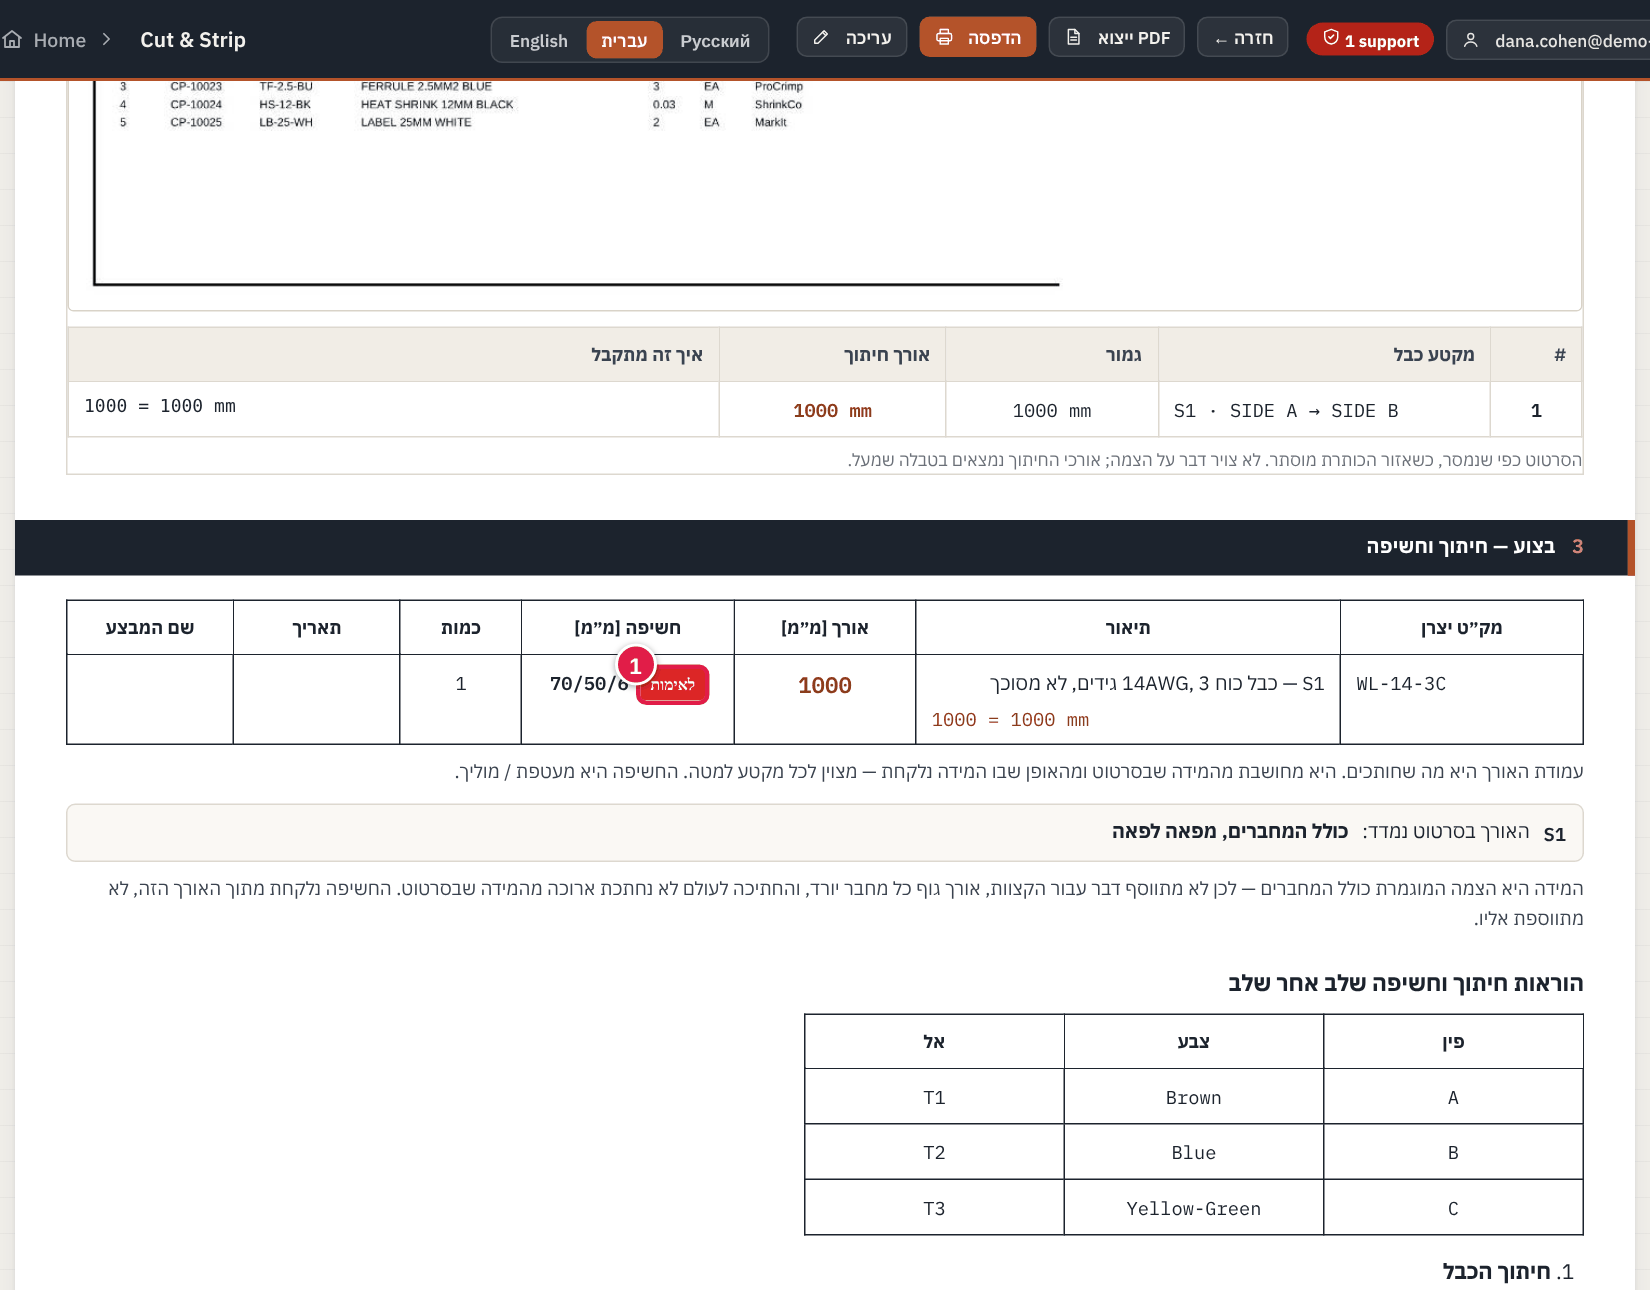 Home > Cut & Strip English עברית Русский עריכה הדפסה ייצוא PDF חזרה ← 1 support dana.cohen@demo-
3 CP-10023 TF-2.5-BU FERRULE 2.5MM2 BLUE 3 EA ProCrimp
4 CP-10024 HS-12-BK HEAT SHRINK 12MM BLACK 0.03 M ShrinkCo
5 CP-10025 LB-25-WH LABEL 25MM WHITE 2 EA MarkIt
# מקטע כבל גמור אורך חיתוך איך זה מתקבל
1 S1 · SIDE A → SIDE B 1000 mm 1000 mm 1000 = 1000 mm
הסרטוט כפי שנמסר, כשאזור הכותרת מוסתר. לא צויר דבר על הצמה; אורכי החיתוך נמצאים בטבלה שמעל.
3 בצוע – חיתוך וחשיפה
מק״ט יצרן תיאור אורך [מ״מ] חשיפה [מ״מ] כמות תאריך שם המבצע
WL-14-3C S1 — כבל כוח 14AWG, 3 גידים, לא מסוכך 1000 לאימות 1 70/50/6 1
1000 = 1000 mm
עמודת האורך היא מה שחותכים. היא מחושבת מהמידה שבסרטוט ומהאופן שבו המידה נלקחת — מצוין לכל מקטע למטה. החשיפה היא מעטפת / מוליך.
S1 האורך בסרטוט נמדד: כולל המחברים, מפאה לפאה
המידה היא הצמה המוגמרת כולל המחברים — לכן לא מתווסף דבר עבור הקצוות, אורך גוף כל מחבר יורד, והחתיכה לעולם לא נחתכת ארוכה מהמידה שבסרטוט. החשיפה נלקחת מתוך האורך הזה, לא
מתווספת אליו.
הוראות חיתוך וחשיפה שלב אחר שלב
פין צבע אל
A Brown T1
B Blue T2
C Yellow-Green T3
1. חיתוך הכבל